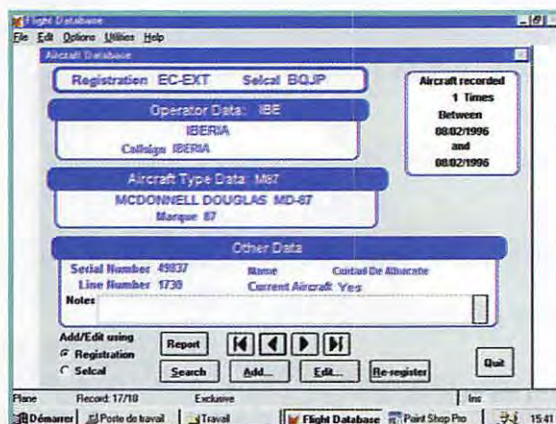 Flight Database
File Edit Options Utilities Help
Aircraft Database
Registration EC-EXT Selcal BQJP
Aircraft recorded
1 Times
Between
08/02/1996
and
08/02/1996
Operator Data: IBE
IBERIA
Callsign IBERIA
Aircraft Type Data: M87
MCDONNELL DOUGLAS MD-87
Marque 87
Other Data
Serial Number 49837 Name Cuidad De Albacate
Line Number 1730 Current Aircraft Yes
Notes
Add/Edit using
Registration
Selcal
Report
Search Add... Edit... Re-register
Quit
Plane Record: 17/18 Exclusive Ins
Démarrer Poste de travail Travail Flight Database Paint Shop Pro 15:41